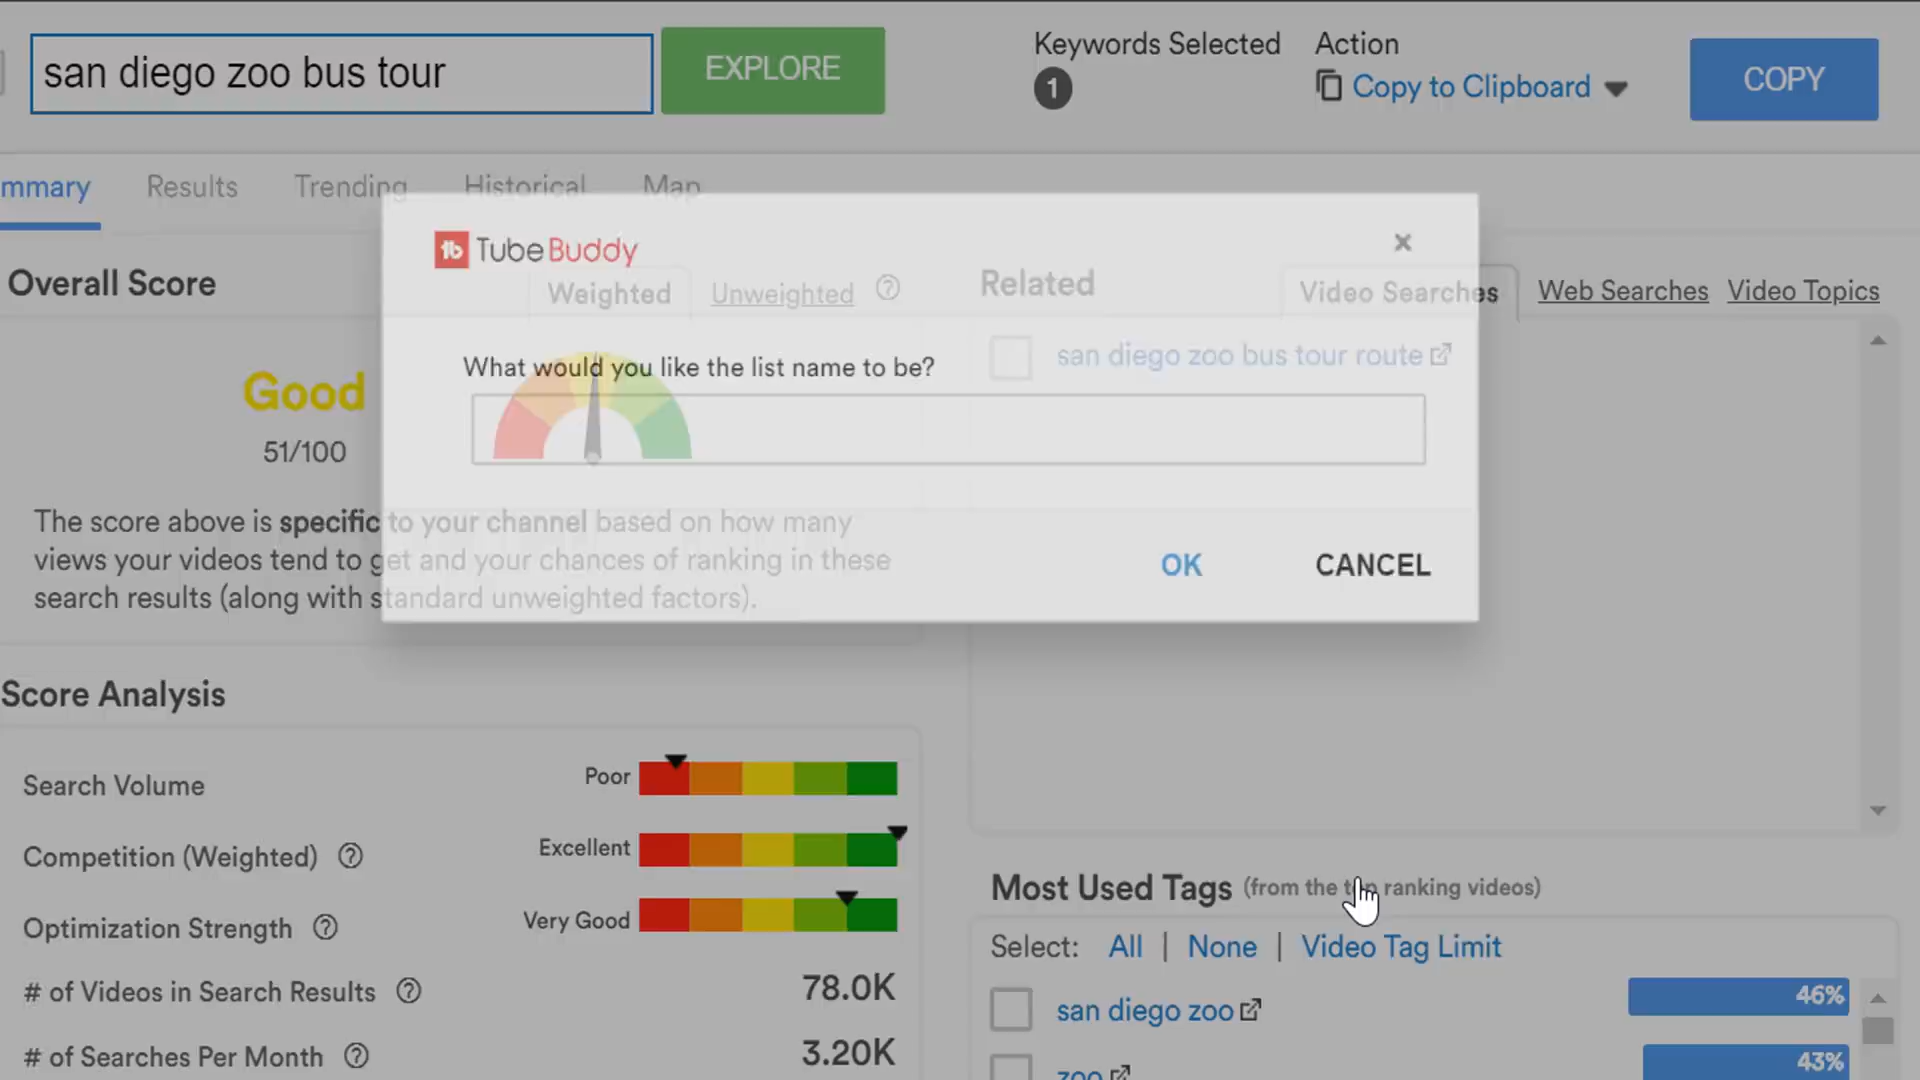 san diego zoo bus tour
EXPLORE
Keywords Selected
1
Action
Copy to Clipboard
COPY
mmary
Results
Trending
Historical
Map
TubeBuddy
×
Overall Score
Weighted
Unweighted
?
Related
Video Searches
Web Searches
Video Topics
What would you like the list name to be?
san diego zoo bus tour route
Good
51/100
The score above is specific to your channel based on how many
views your videos tend to get and your chances of ranking in these
search results (along with standard unweighted factors).
OK
CANCEL
Score Analysis
Search Volume
Poor
Competition (Weighted) ?
Excellent
Optimization Strength ?
Very Good
# of Videos in Search Results ?
78.0K
# of Searches Per Month ?
3.20K
Most Used Tags (from the top ranking videos)
Select: All | None | Video Tag Limit
san diego zoo
46%
zoo
43%